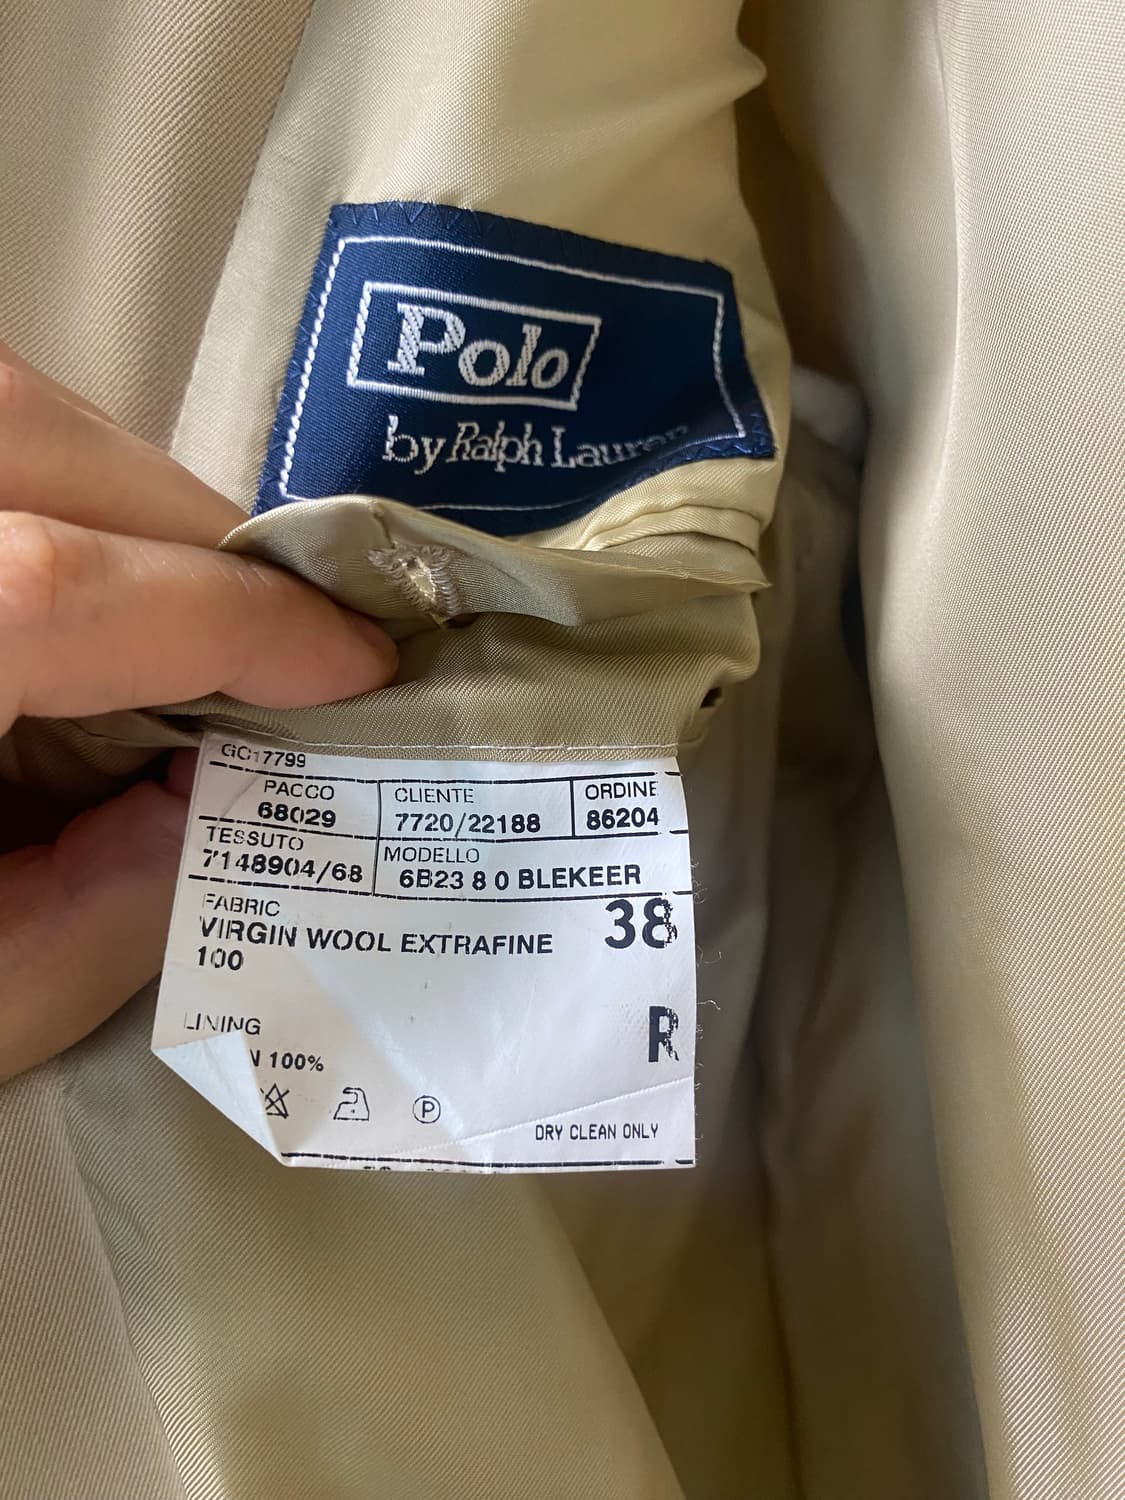 Polo
by Ralph Lauren
GC17799
PACCO CLIENTE ORDINE
68029 7720/22188 86204
TESSUTO MODELLO
7148904/68 6B23 8 0 BLEKEER
FABRIC 38
VIRGIN WOOL EXTRAFINE
100
LINING R
100%
P
DRY CLEAN ONLY